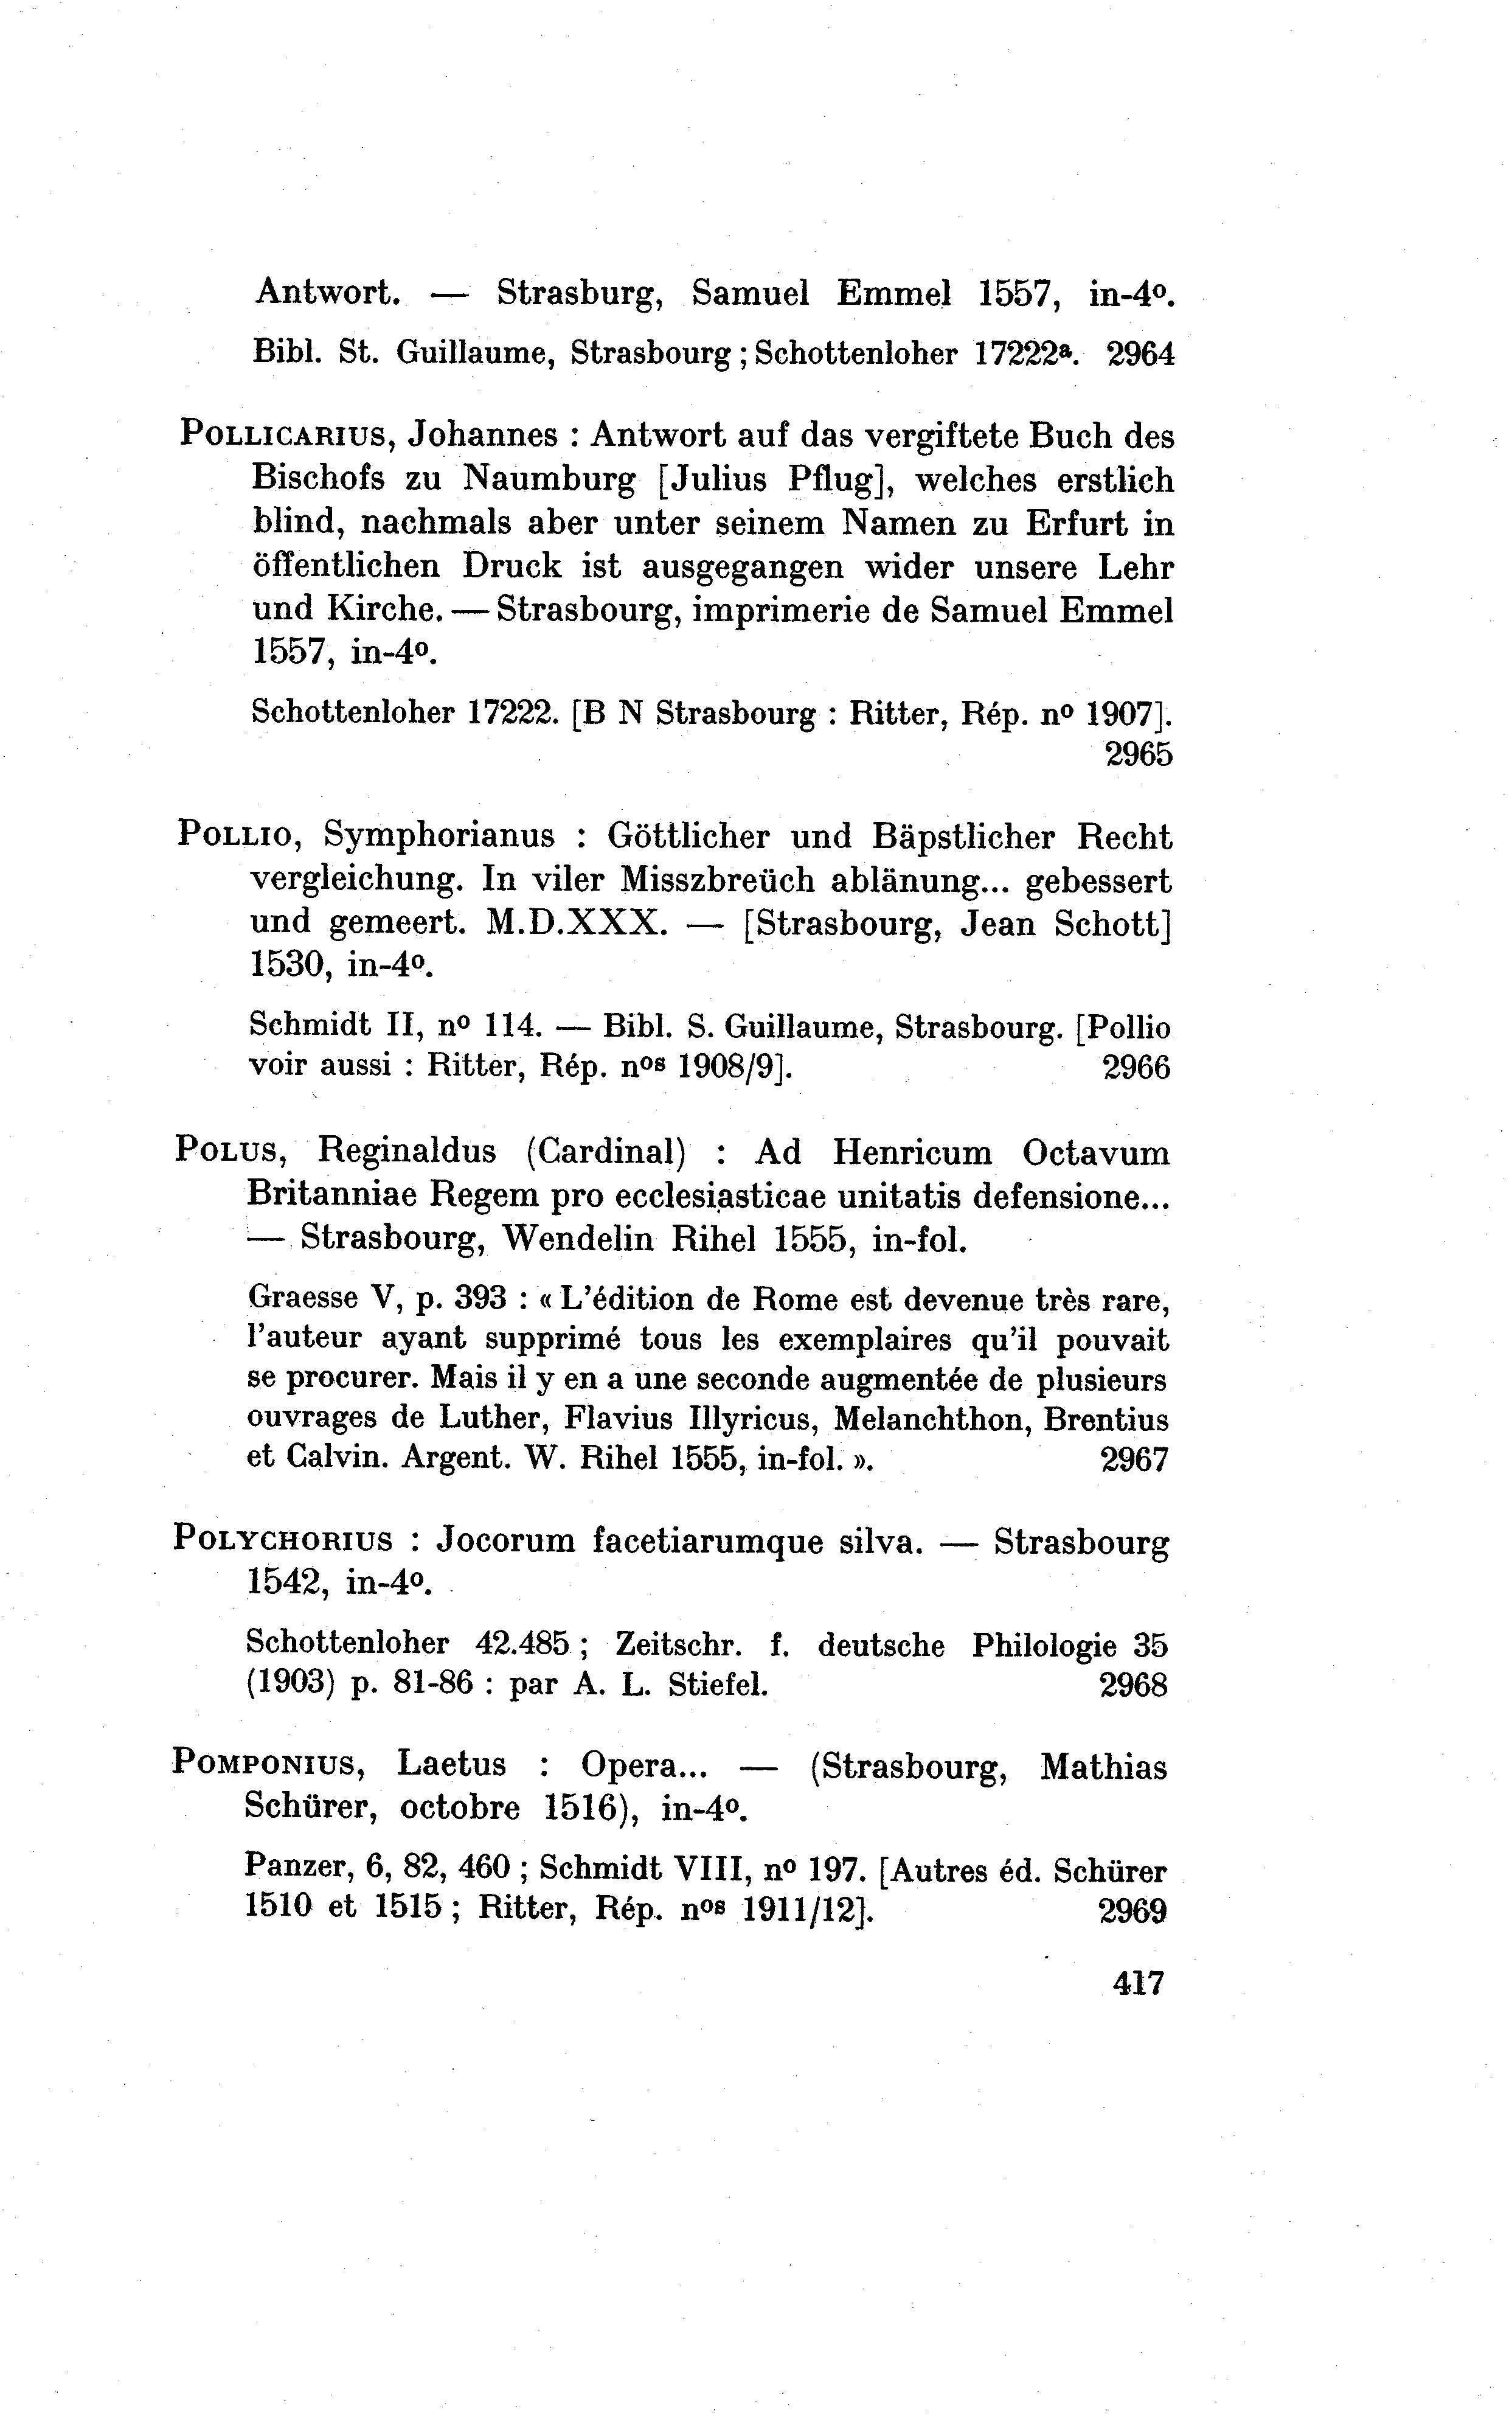 Antwort. — Strasburg, Samuel Emmel 1557, in-4º.
Bibl. St. Guillaume, Strasbourg ; Schottenloher 17222ª. 2964
POLLICARIUS, Johannes : Antwort auf das vergiftete Buch des
Bischofs zu Naumburg [Julius Pflug], welches erstlich
blind, nachmals aber unter seinem Namen zu Erfurt in
öffentlichen Druck ist ausgegangen wider unsere Lehr
und Kirche. — Strasbourg, imprimerie de Samuel Emmel
1557, in-4º.
Schottenloher 17222. [B N Strasbourg : Ritter, Rép. nº 1907].
2965
POLLIO, Symphorianus : Göttlicher und Bäpstlicher Recht
vergleichung. In viler Misszbreüch ablänung... gebessert
und gemeert. M.D.XXX. — [Strasbourg, Jean Schott]
1530, in-4º.
Schmidt II, nº 114. — Bibl. S. Guillaume, Strasbourg. [Pollio
voir aussi : Ritter, Rép. nos 1908/9]. 2966
POLUS, Reginaldus (Cardinal) : Ad Henricum Octavum
Britanniae Regem pro ecclesiasticae unitatis defensione...
— Strasbourg, Wendelin Rihel 1555, in-fol.
Graesse V, p. 393 : « L'édition de Rome est devenue très rare,
l'auteur ayant supprimé tous les exemplaires qu'il pouvait
se procurer. Mais il y en a une seconde augmentée de plusieurs
ouvrages de Luther, Flavius Illyricus, Melanchthon, Brentius
et Calvin. Argent. W. Rihel 1555, in-fol. ». 2967
POLYCHORIUS : Jocorum facetiarumque silva. — Strasbourg
1542, in-4º.
Schottenloher 42.485 ; Zeitschr. f. deutsche Philologie 35
(1903) p. 81-86 : par A. L. Stiefel. 2968
POMPONIUS, Laetus : Opera... — (Strasbourg, Mathias
Schürer, octobre 1516), in-4º.
Panzer, 6, 82, 460 ; Schmidt VIII, nº 197. [Autres éd. Schürer
1510 et 1515 ; Ritter, Rép. nos 1911/12]. 2969
417